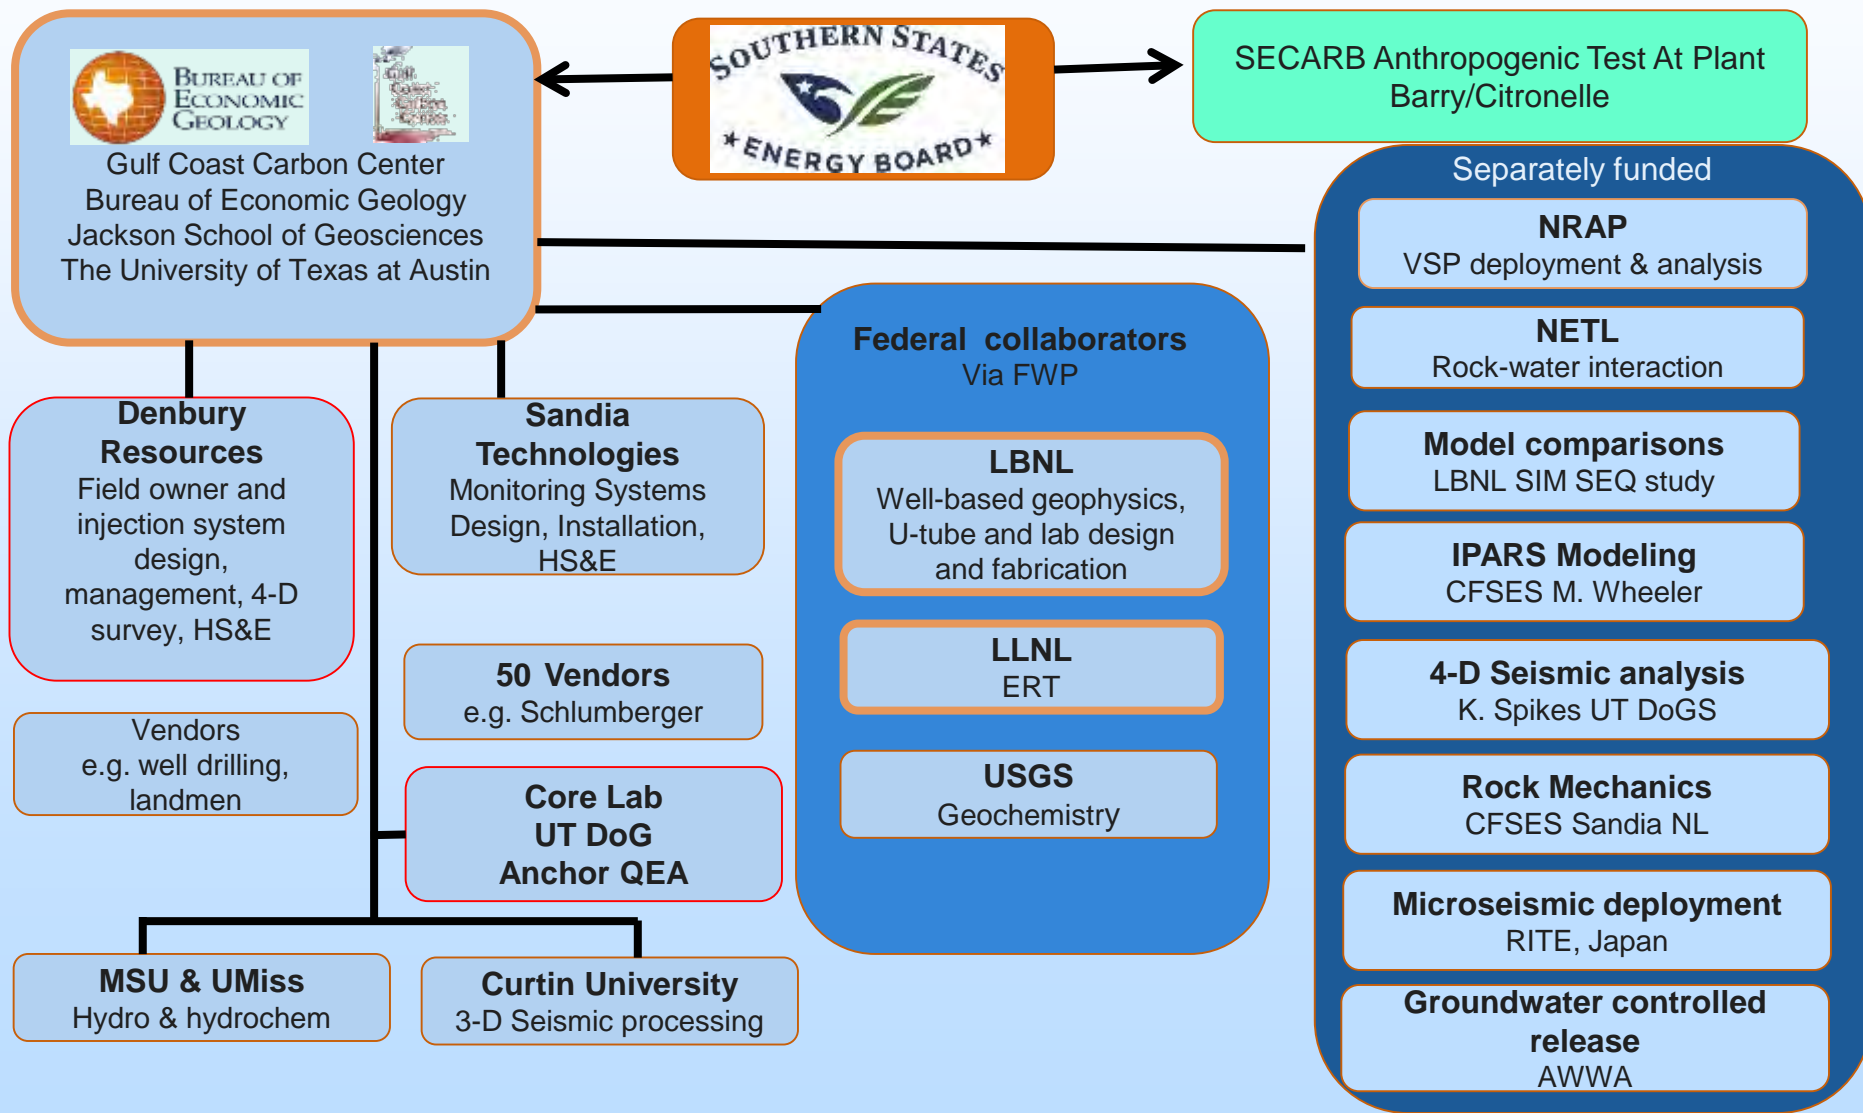 BUREAU OF
ECONOMIC
GEOLOGY
Gulf
Coast
Carbon
Center
Gulf Coast Carbon Center
Bureau of Economic Geology
Jackson School of Geosciences
The University of Texas at Austin
SOUTHERN STATES
ENERGY BOARD
SECARB Anthropogenic Test At Plant
Barry/Citronelle
Denbury
Resources
Field owner and
injection system
design,
management, 4-D
survey, HS&E
Vendors
e.g. well drilling,
landmen
Sandia
Technologies
Monitoring Systems
Design, Installation,
HS&E
50 Vendors
e.g. Schlumberger
Core Lab
UT DoG
Anchor QEA
MSU & UMiss
Hydro & hydrochem
Curtin University
3-D Seismic processing
Federal collaborators
Via FWP
LBNL
Well-based geophysics,
U-tube and lab design
and fabrication
LLNL
ERT
USGS
Geochemistry
Separately funded
NRAP
VSP deployment & analysis
NETL
Rock-water interaction
Model comparisons
LBNL SIM SEQ study
IPARS Modeling
CFSES M. Wheeler
4-D Seismic analysis
K. Spikes UT DoGS
Rock Mechanics
CFSES Sandia NL
Microseismic deployment
RITE, Japan
Groundwater controlled
release
AWWA